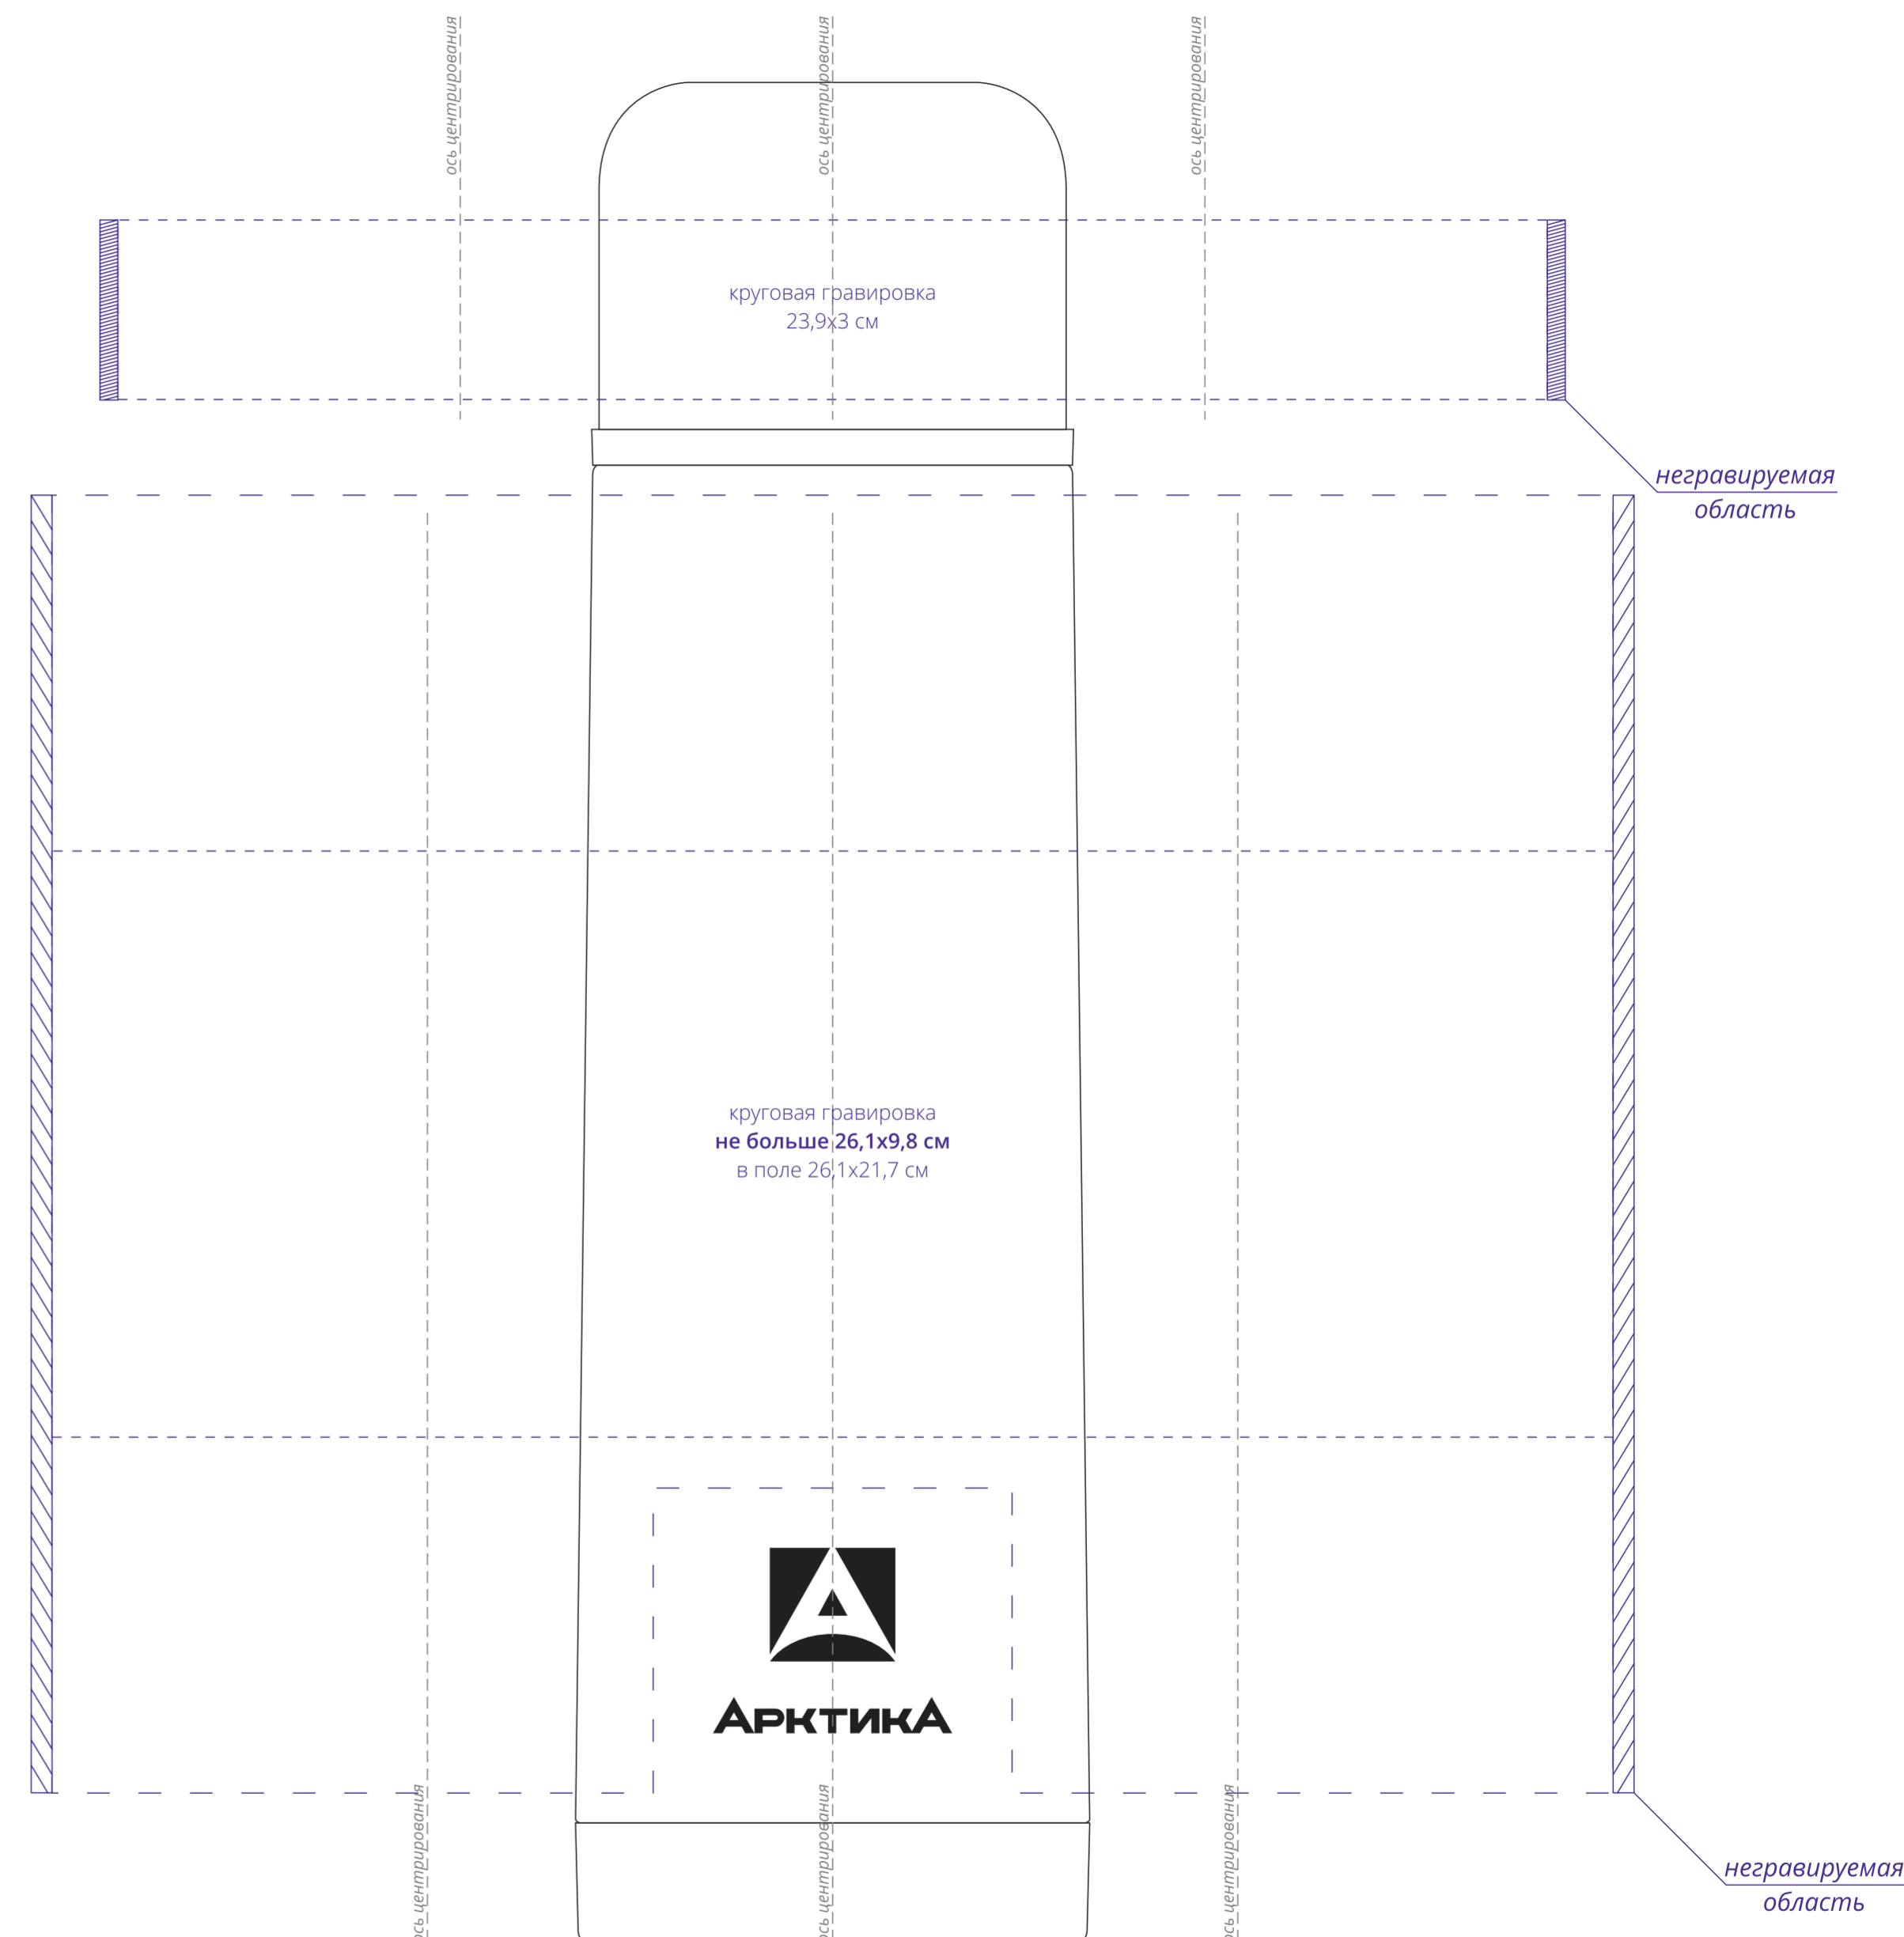 ось центрирования
ось центрирования
ось центрирования
круговая гравировка
23,9х3 см
негравируемая
область
круговая гравировка
не больше 26,1х9,8 см
в поле 26,1х21,7 см
АРКТИКА
ось центрирования
ось центрирования
ось центрирования
негравируемая
область